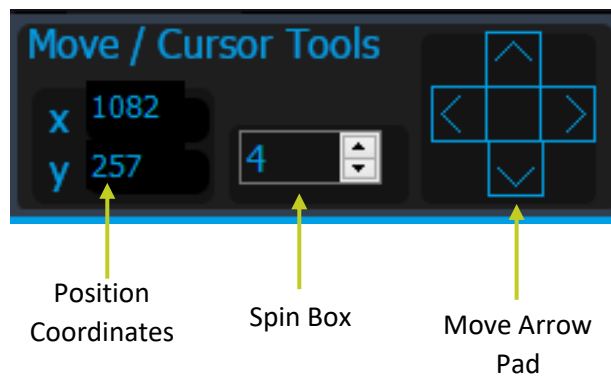 Move / Cursor Tools
x 1082
y 257
4
Position
Coordinates
Spin Box
Move Arrow
Pad